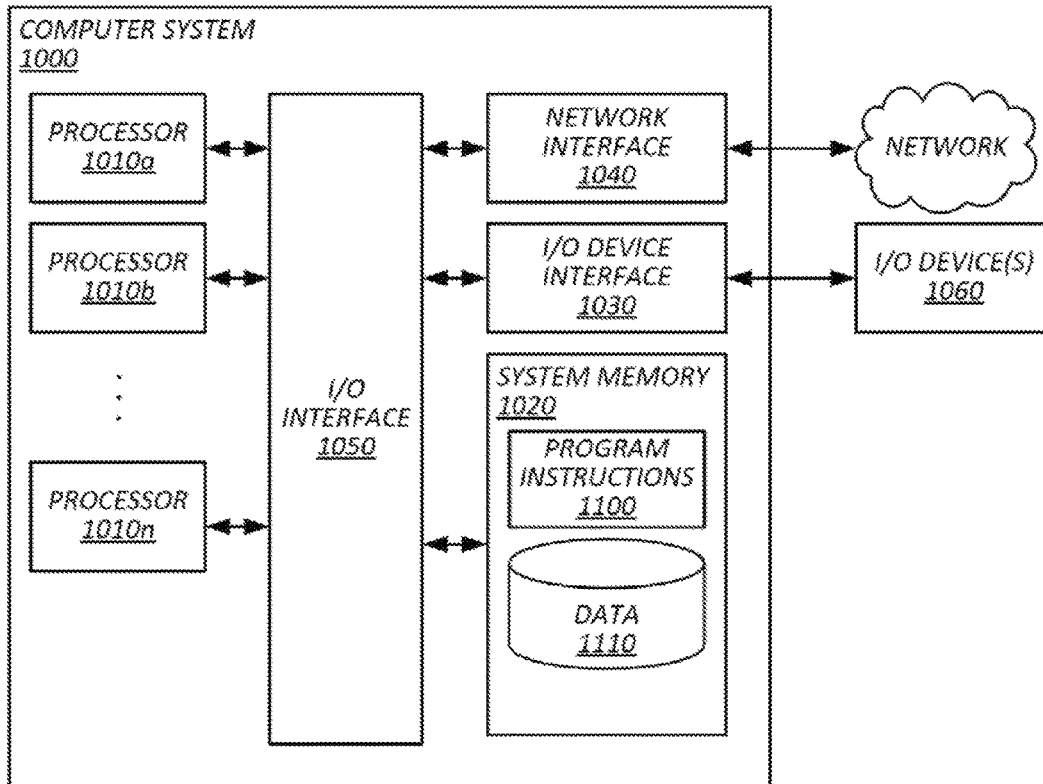 COMPUTER SYSTEM
1000
PROCESSOR
1010a
PROCESSOR
1010b
PROCESSOR
1010n
I/O
INTERFACE
1050
NETWORK
INTERFACE
1040
I/O DEVICE
INTERFACE
1030
SYSTEM MEMORY
1020
PROGRAM
INSTRUCTIONS
1100
DATA
1110
NETWORK
I/O DEVICE(S)
1060